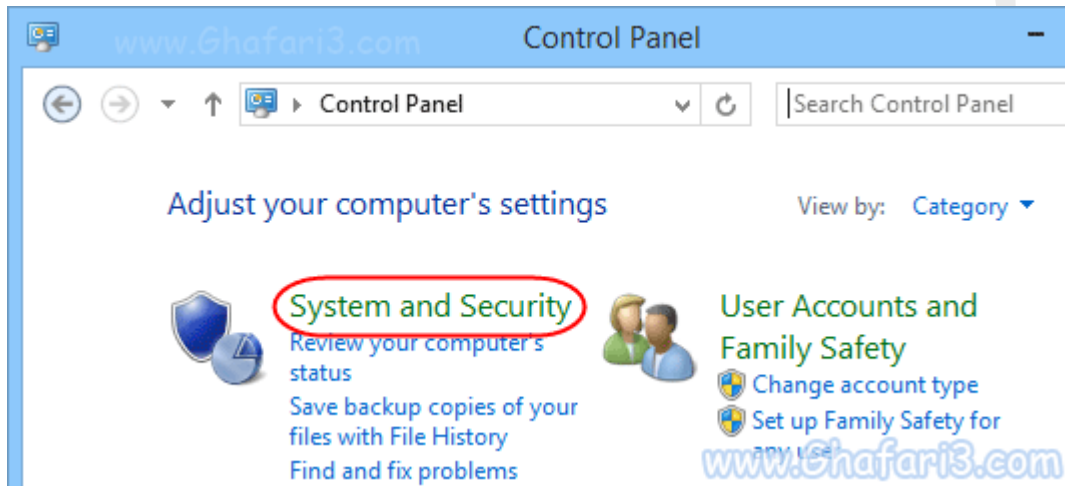 www.Ghafari3.com
Control Panel
Control Panel
Search Control Panel
Adjust your computer's settings
View by: Category
System and Security
Review your computer's
status
Save backup copies of your
files with File History
Find and fix problems
User Accounts and
Family Safety
Change account type
Set up Family Safety for
any user
www.Ghafari3.com